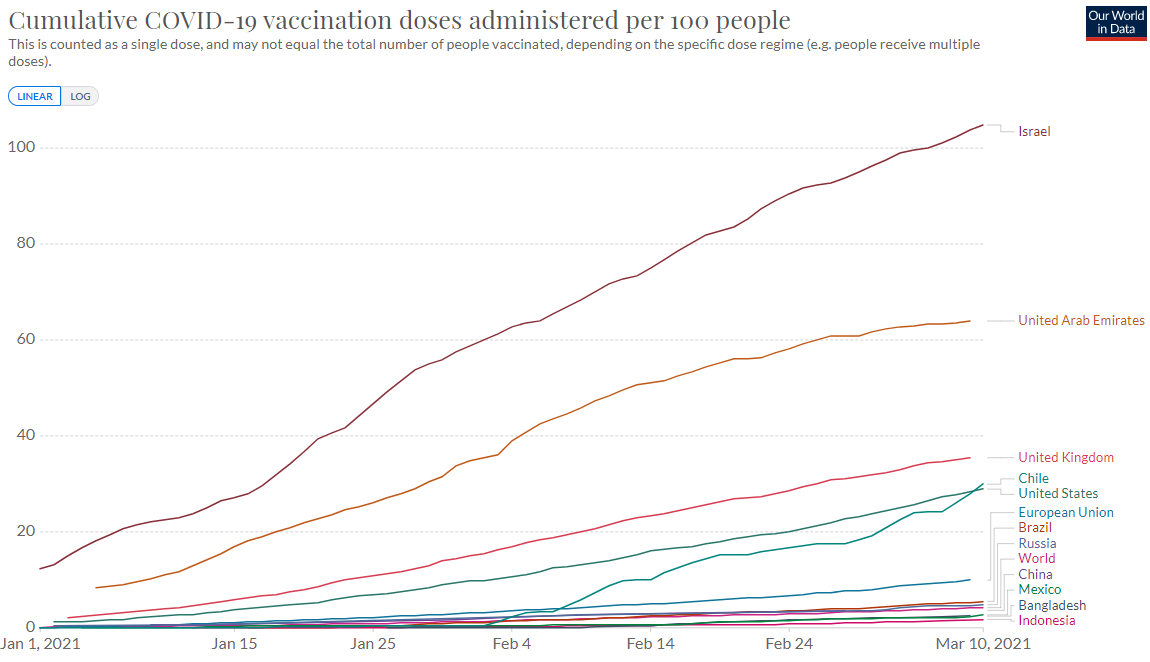 Cumulative COVID-19 vaccination doses administered per 100 people
Our World
in Data
This is counted as a single dose, and may not equal the total number of people vaccinated, depending on the specific dose regime (e.g. people receive multiple
doses).
LINEAR LOG
100
80
60
40
20
0
Israel
United Arab Emirates
United Kingdom
Chile
United States
European Union
Brazil
Russia
World
China
Mexico
Bangladesh
Indonesia
Jan 1, 2021 Jan 15 Jan 25 Feb 4 Feb 14 Feb 24 Mar 10, 2021